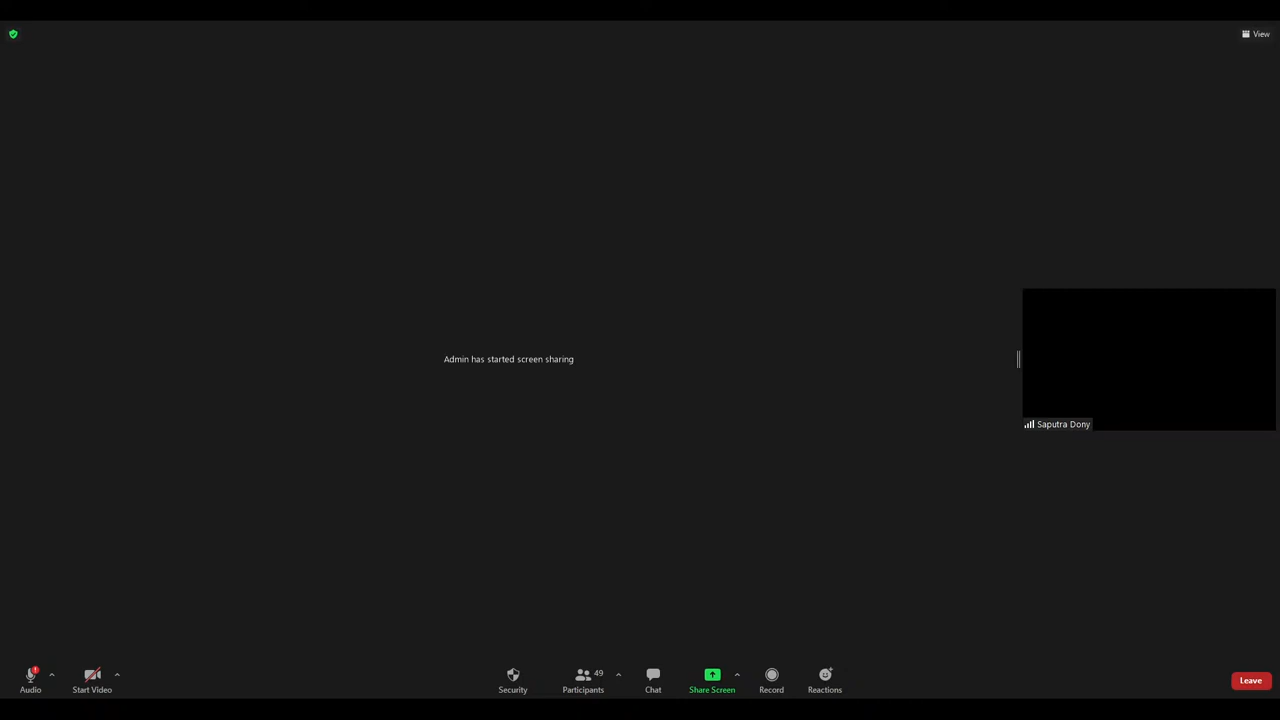 View
Admin has started screen sharing
Saputra Dony
Audio
Start Video
Security
49
Participants
Chat
Share Screen
Record
Reactions
Leave